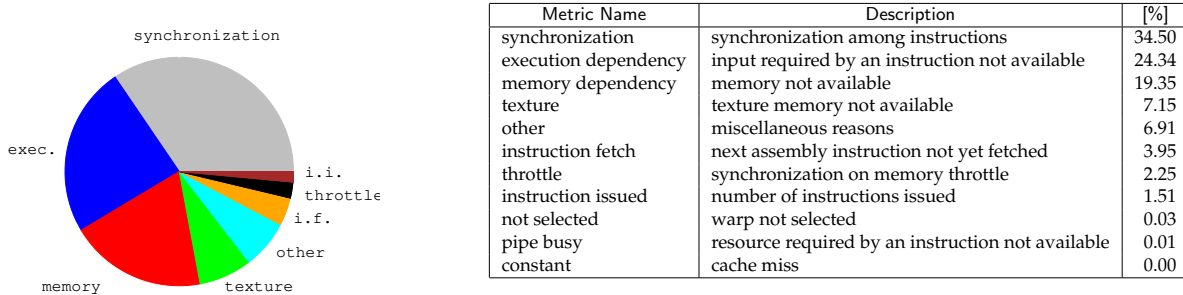 synchronization
exec.
i.i.
throttle
i.f.
other
memory
texture
Metric Name Description [%]
synchronization synchronization among instructions 34.50
execution dependency input required by an instruction not available 24.34
memory dependency memory not available 19.35
texture texture memory not available 7.15
other miscellaneous reasons 6.91
instruction fetch next assembly instruction not yet fetched 3.95
throttle synchronization on memory throttle 2.25
instruction issued number of instructions issued 1.51
not selected warp not selected 0.03
pipe busy resource required by an instruction not available 0.01
constant cache miss 0.00